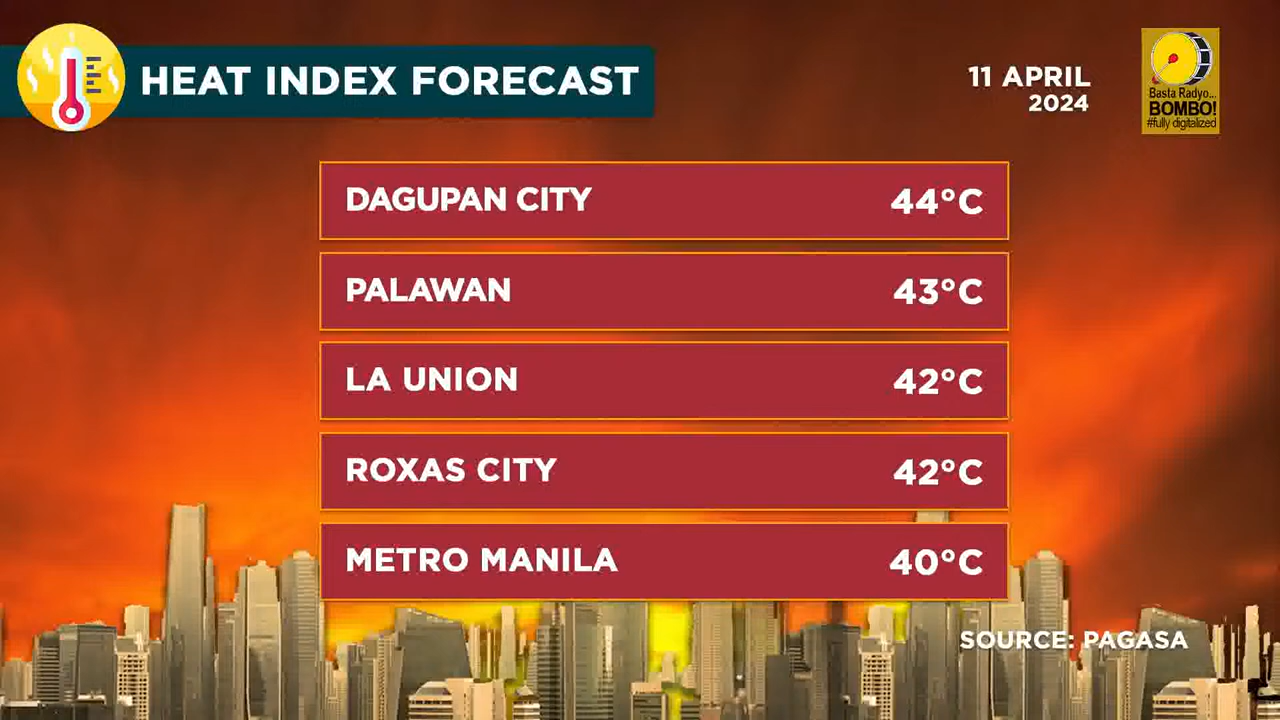 HEAT INDEX FORECAST
11 APRIL
2024
Basta Radyo...
BOMBO!
#fully digitalized
DAGUPAN CITY 44°C
PALAWAN 43°C
LA UNION 42°C
ROXAS CITY 42°C
METRO MANILA 40°C
SOURCE: PAGASA